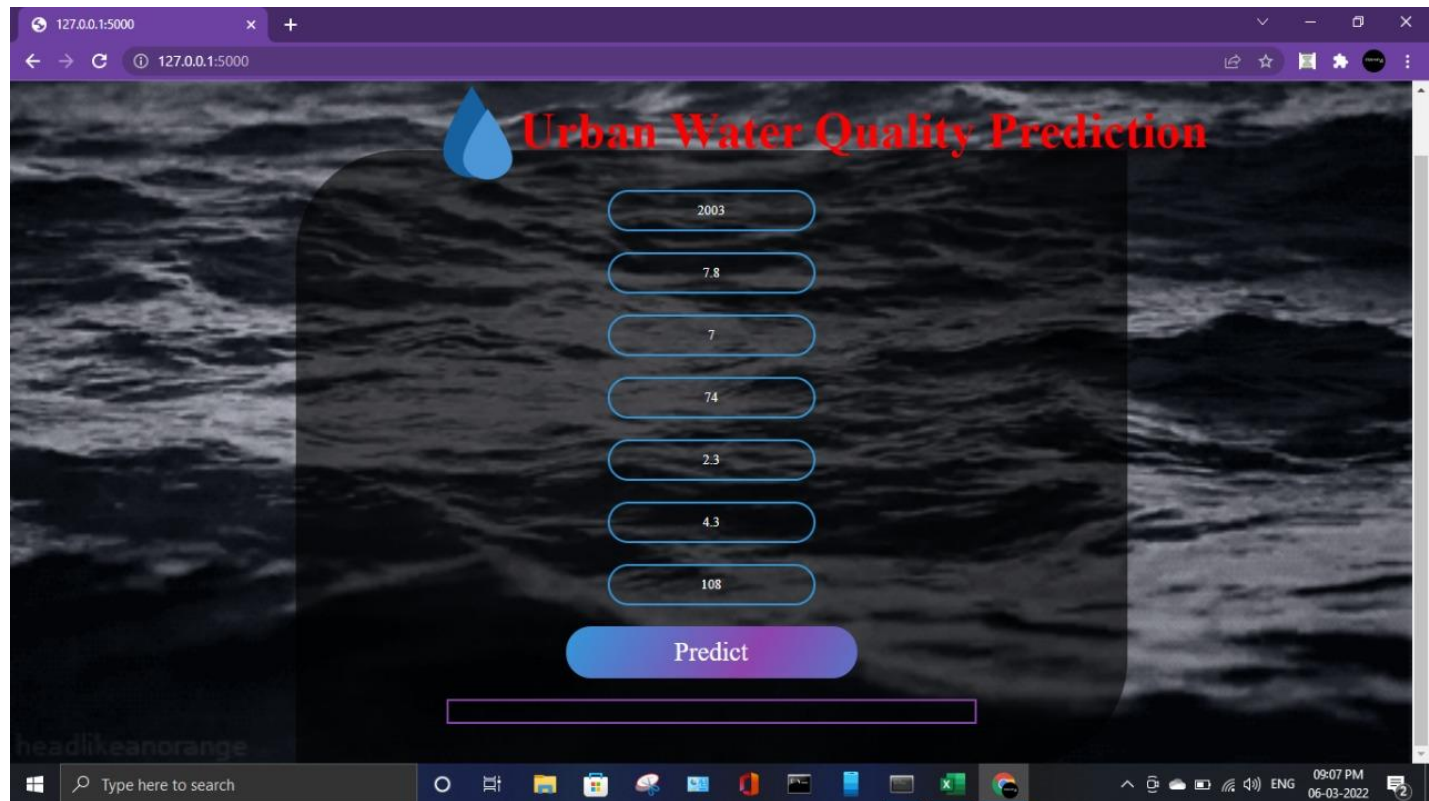 127.0.0.1:5000
127.0.0.1:5000
Urban Water Quality Prediction
2003
7.8
7
74
2.3
4.3
108
Predict
headlikeanorange
Type here to search
ENG
09:07 PM
06-03-2022
2